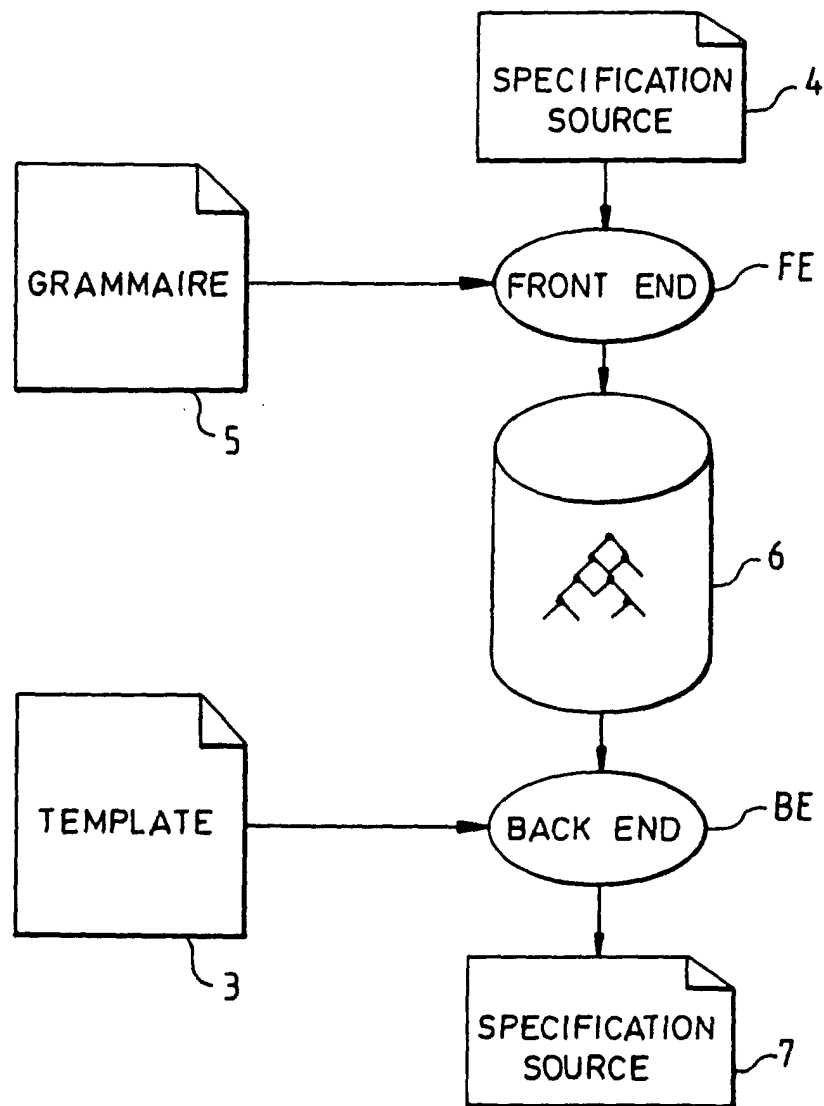 SPECIFICATION
SOURCE
4
GRAMMAIRE
5
FRONT END
FE
6
TEMPLATE
3
BACK END
BE
SPECIFICATION
SOURCE
7